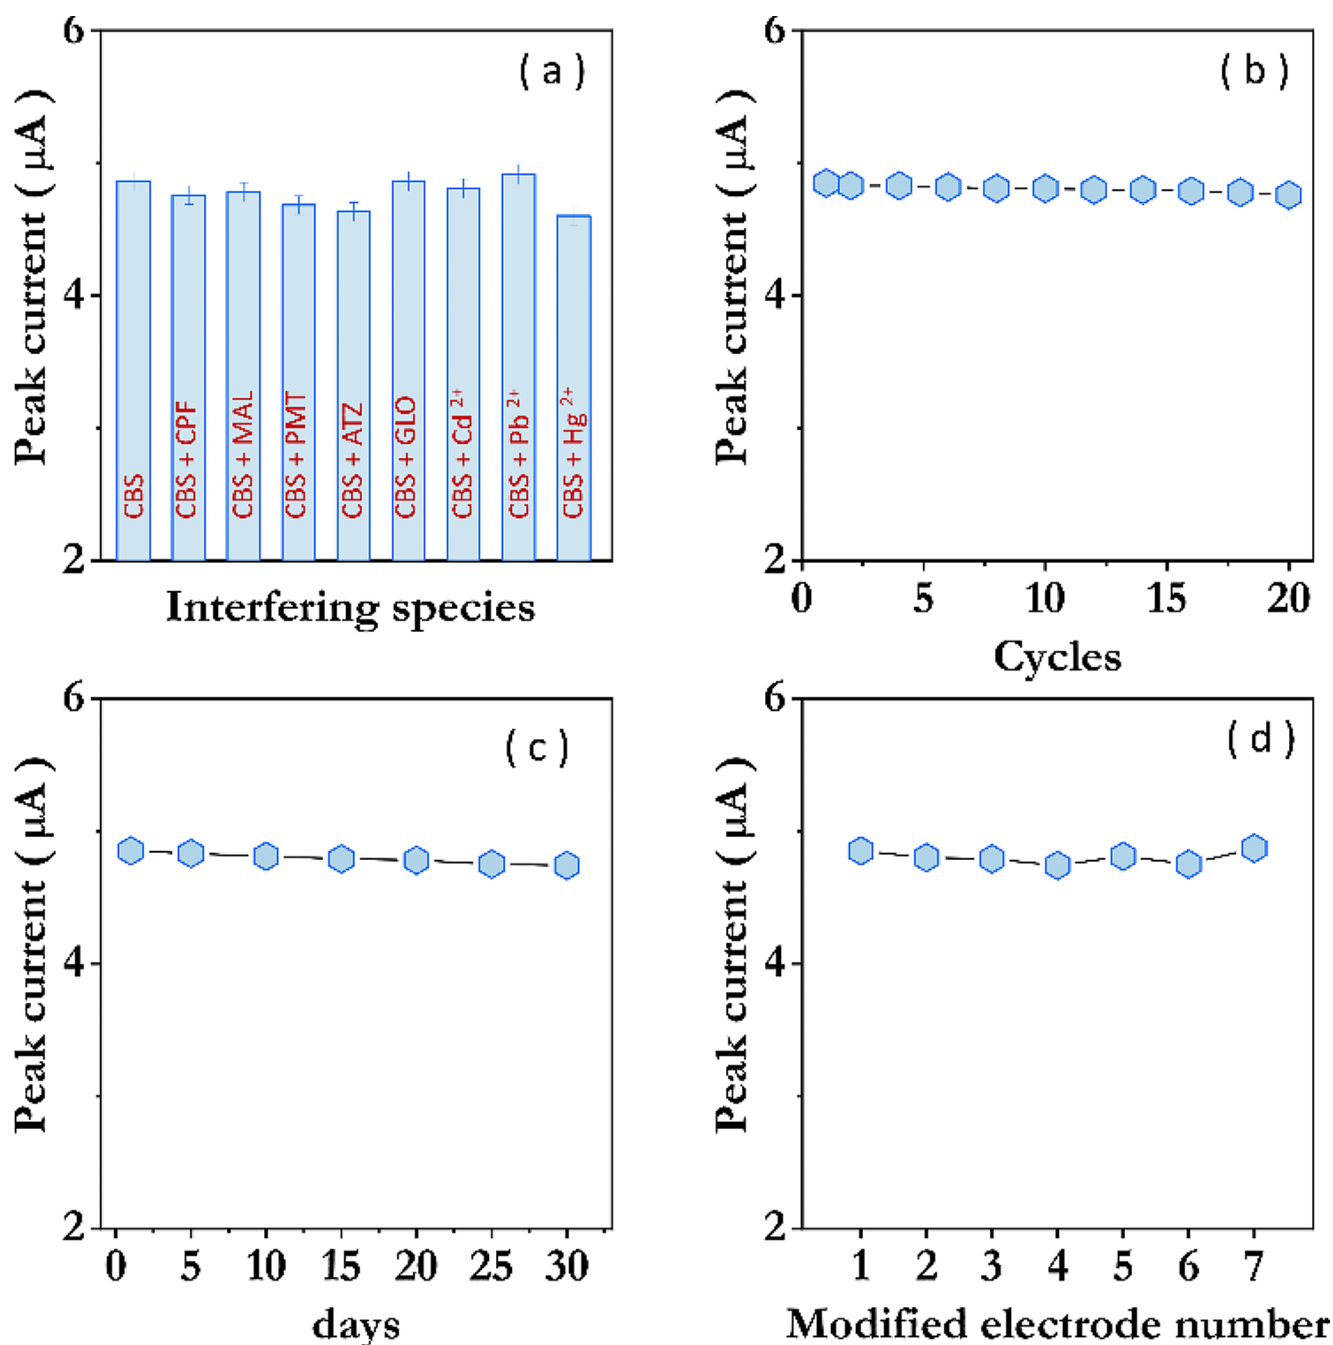 ( a )
Peak current ( μA )
6
4
2
CBS
CBS + CPF
CBS + MAL
CBS + PMT
CBS + ATZ
CBS + GLO
CBS + Cd 2+
CBS + Pb 2+
CBS + Hg 2+
Interfering species
( b )
Peak current ( μA )
6
4
2
0 5 10 15 20
Cycles
( c )
Peak current ( μA )
6
4
2
0 5 10 15 20 25 30
days
( d )
Peak current ( μA )
6
4
2
1 2 3 4 5 6 7
Modified electrode number